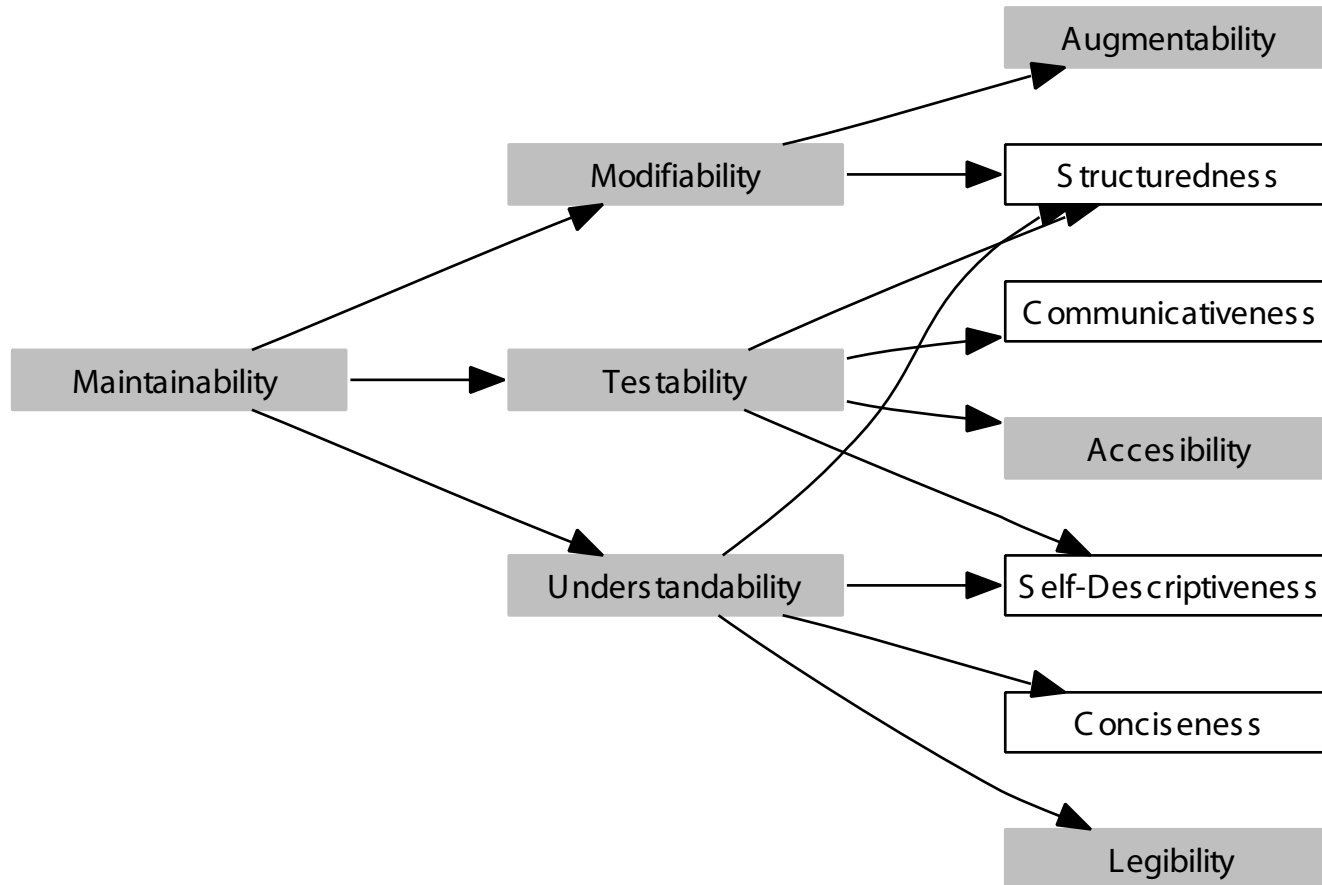 Augmentability
Modifiability
Structuredness
Communicativeness
Maintainability
Testability
Accesibility
Understandability
Self-Descriptiveness
Conciseness
Legibility